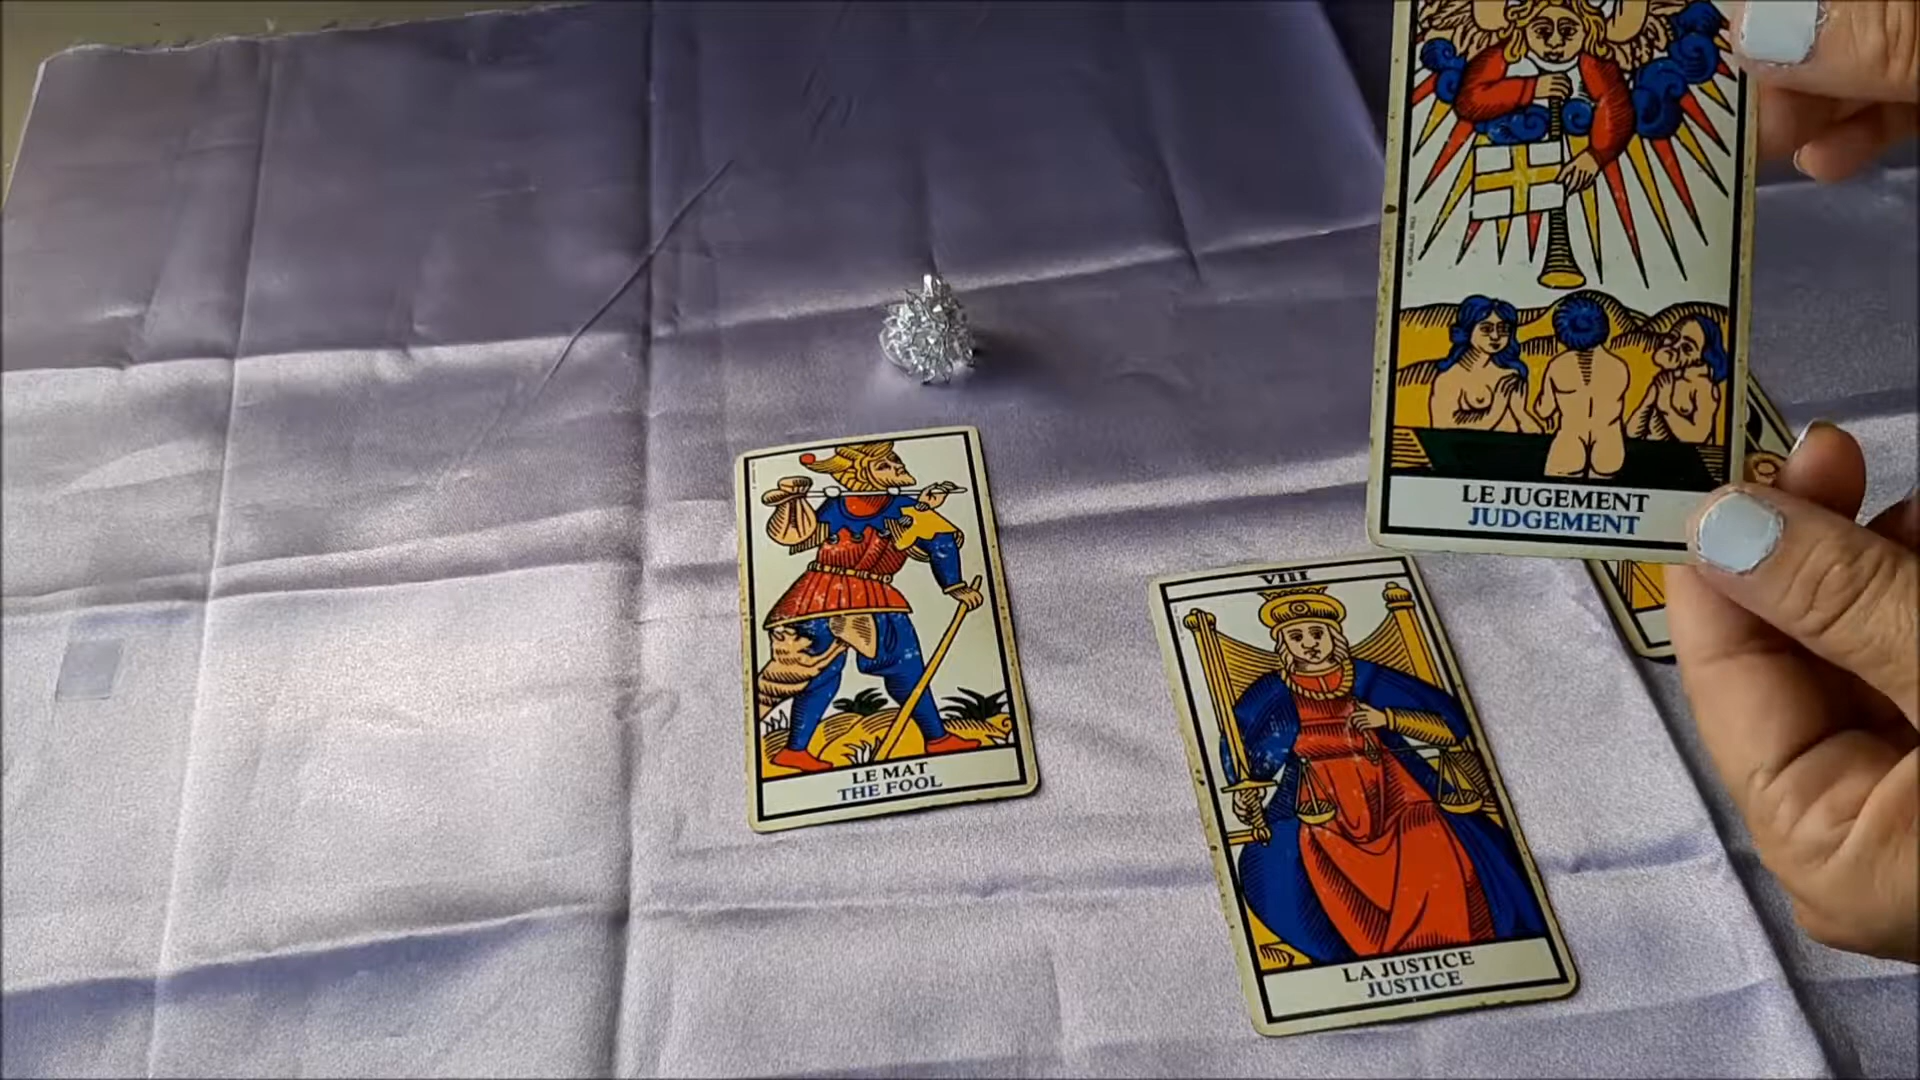 LE JUGEMENT
JUDGEMENT
LE MAT
THE FOOL
VIII
LA JUSTICE
JUSTICE